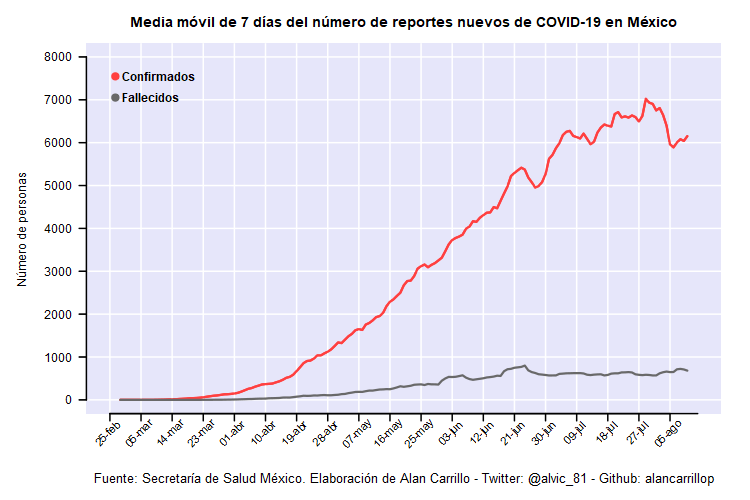 Media móvil de 7 días del número de reportes nuevos de COVID-19 en México
8000
7000
6000
5000
4000
3000
2000
1000
0
Número de personas
Confirmados
Fallecidos
25-feb
05-mar
14-mar
23-mar
01-abr
10-abr
19-abr
28-abr
07-may
16-may
25-may
03-jun
12-jun
21-jun
30-jun
09-jul
18-jul
27-jul
05-ago
Fuente: Secretaría de Salud México. Elaboración de Alan Carrillo - Twitter: @alvic_81 - Github: alancarrillop